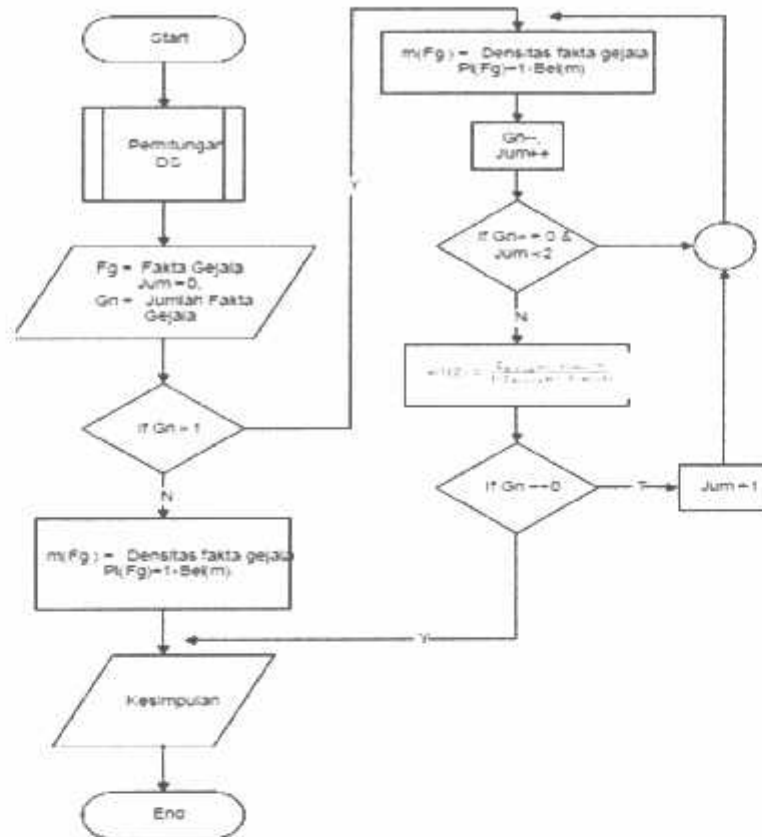 Start
Perhitungan
DS
Fg = Fakta Gejala
Jum =0,
Gn = Jumlah Fakta
Gejala
If Gn > 1
Y
N
m(Fg) = Densitas fakta gejala
Pl(Fg)=1-Bel(m)
Kesimpulan
End
m(Fg) = Densitas fakta gejala
Pl(Fg)=1-Bel(m)
Gn--,
Jum++
If Gn = 0 &
Jum <2
N
If Gn ==0
T
Jum =1
Y